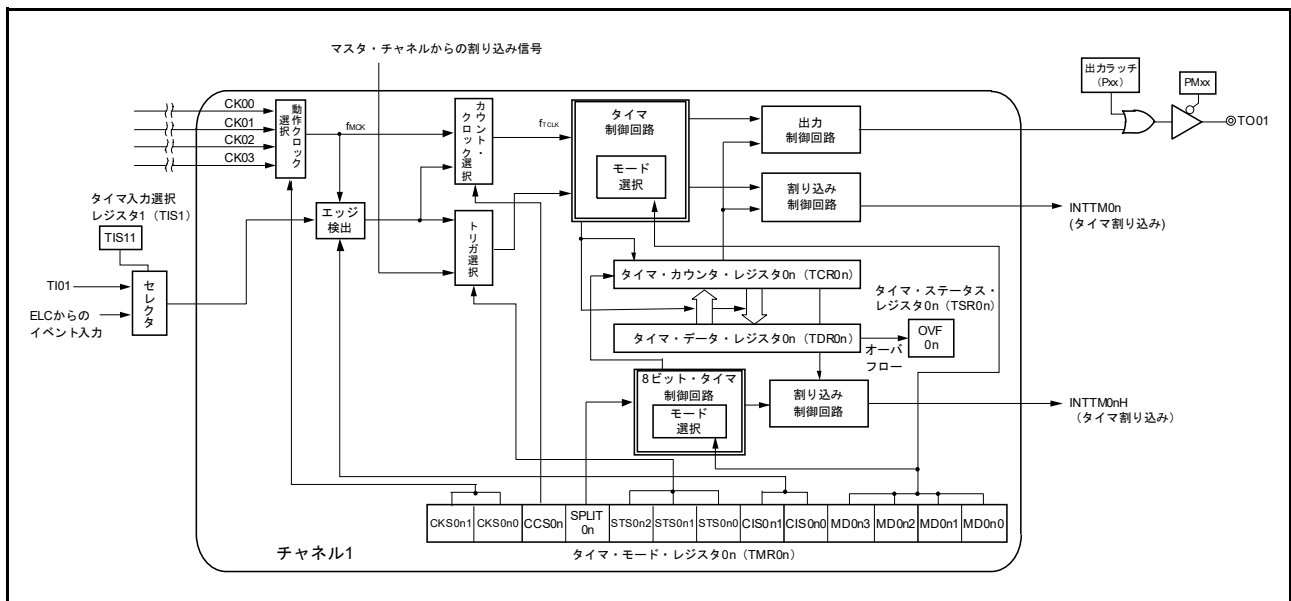 マスタ・チャネルからの割り込み信号
出力ラッチ
(Pxx)
PMxx
TO01
CK00
CK01
CK02
CK03
動作クロック
選択
fMCK
カウント・
クロック選択
fTCLK
タイマ
制御回路
モード
選択
出力
制御回路
割り込み
制御回路
INTTM0n
(タイマ割り込み)
タイマ入力選択
レジスタ1（TIS1）
TIS11
エッジ
検出
トリガ選択
TI01
ELCからの
イベント入力
セレクタ
タイマ・カウンタ・レジスタ0n（TCR0n）
タイマ・ステータス・
レジスタ0n（TSR0n）
タイマ・データ・レジスタ0n（TDR0n）
オーバ
フロー
OVF
0n
8ビット・タイマ
制御回路
モード
選択
割り込み
制御回路
INTTM0nH
（タイマ割り込み）
CKS0n1 CKS0n0 CCS0n SPLIT
0n STS0n2 STS0n1 STS0n0 CIS0n1 CIS0n0 MD0n3 MD0n2 MD0n1 MD0n0
チャネル1
タイマ・モード・レジスタ0n（TMR0n）